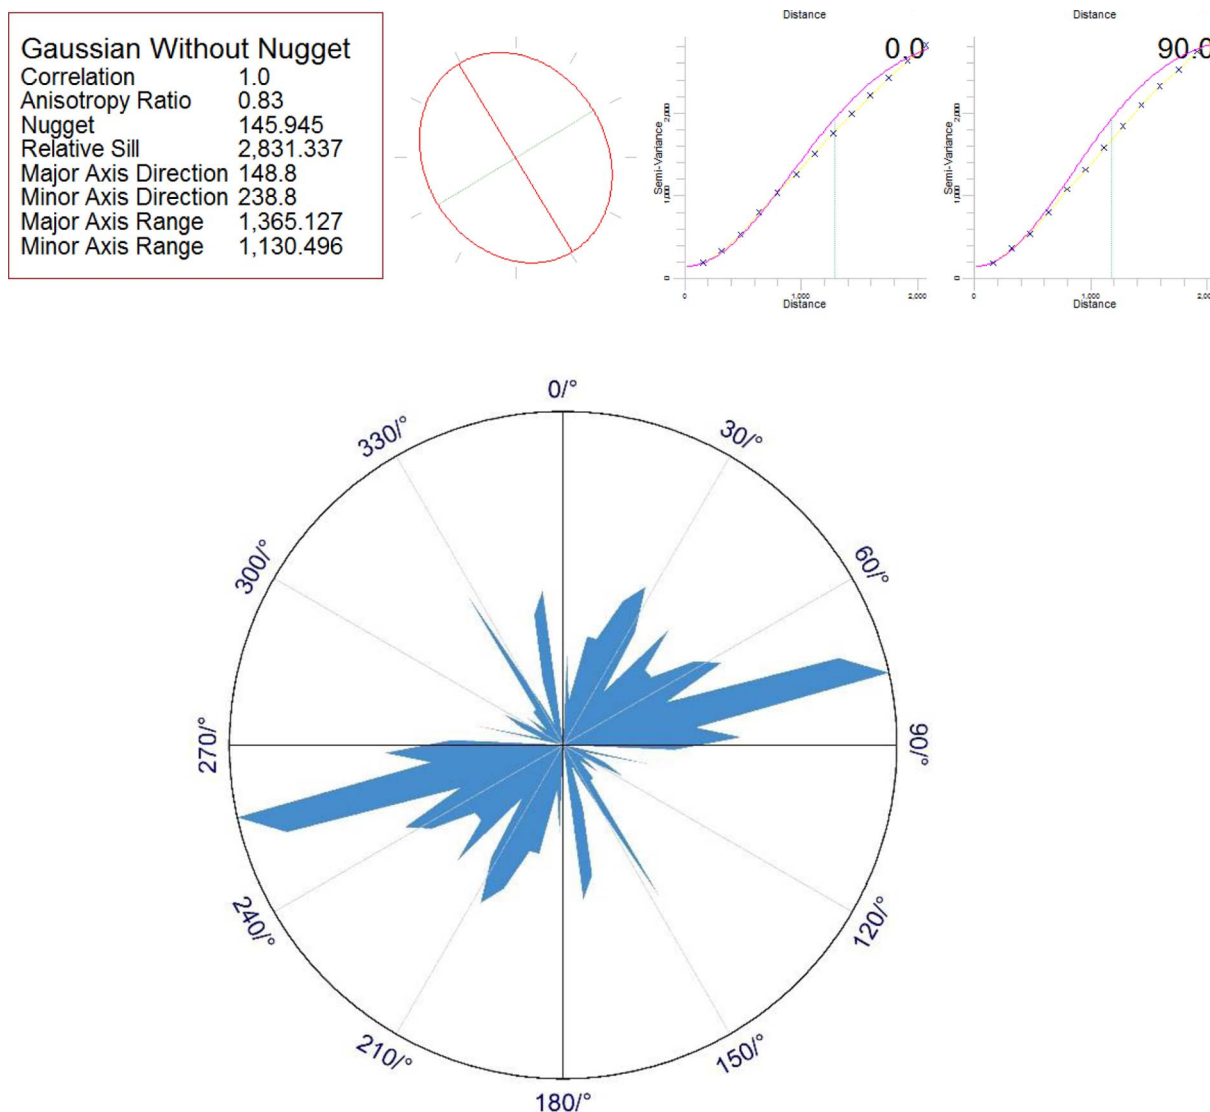 Gaussian Without Nugget
Correlation 1.0
Anisotropy Ratio 0.83
Nugget 145.945
Relative Sill 2,831.337
Major Axis Direction 148.8
Minor Axis Direction 238.8
Major Axis Range 1,365.127
Minor Axis Range 1,130.496
Distance
0.0
Semi-Variance
2,000
1,000
0
0 1,000 2,000
Distance
Distance
90.0
Semi-Variance
2,000
1,000
0
0 1,000 2,00
Distance
0/°
30/°
60/°
90/°
120/°
150/°
180/°
210/°
240/°
270/°
300/°
330/°